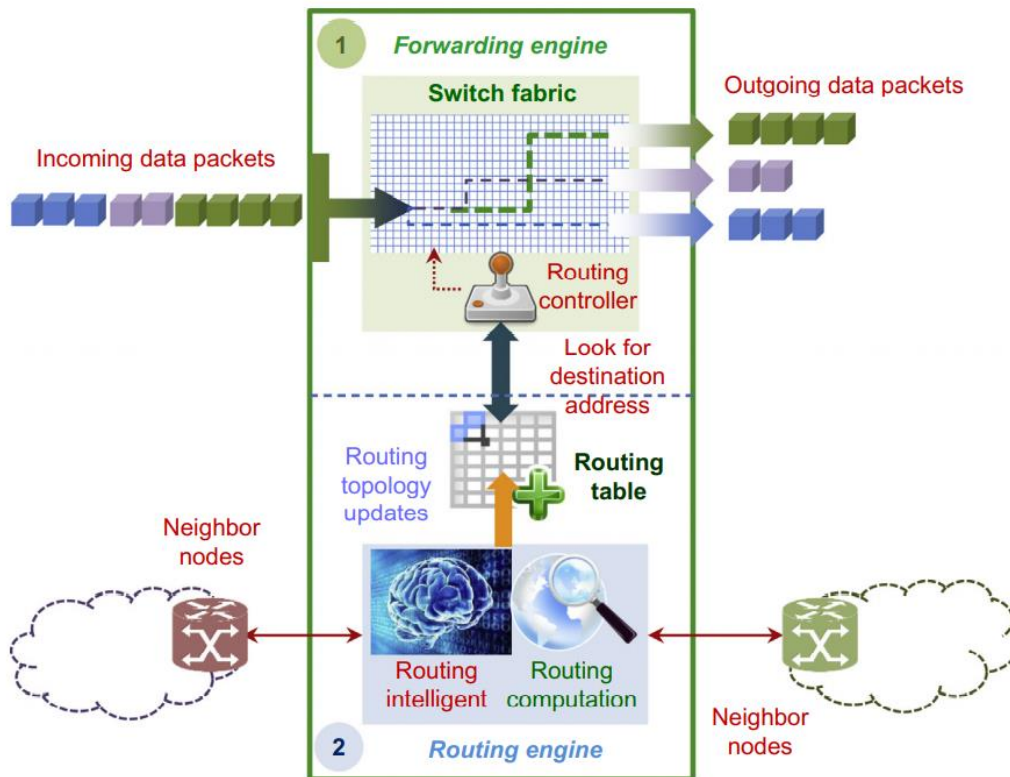 1
Forwarding engine
Switch fabric
Outgoing data packets
Incoming data packets
Routing
controller
Look for
destination
address
Routing
topology
updates
Routing
table
Neighbor
nodes
Routing
intelligent
Routing
computation
Neighbor
nodes
2
Routing engine